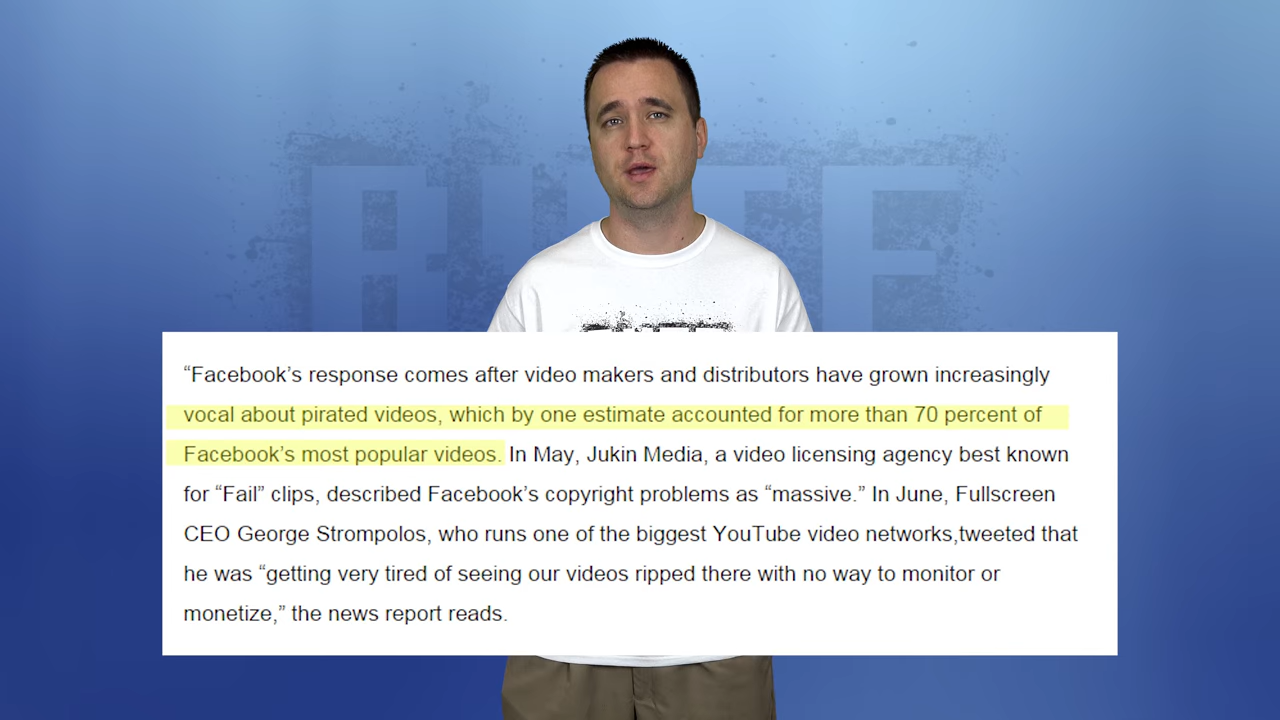 “Facebook’s response comes after video makers and distributors have grown increasingly
vocal about pirated videos, which by one estimate accounted for more than 70 percent of
Facebook’s most popular videos. In May, Jukin Media, a video licensing agency best known
for “Fail” clips, described Facebook’s copyright problems as “massive.” In June, Fullscreen
CEO George Strompolos, who runs one of the biggest YouTube video networks,tweeted that
he was “getting very tired of seeing our videos ripped there with no way to monitor or
monetize,” the news report reads.